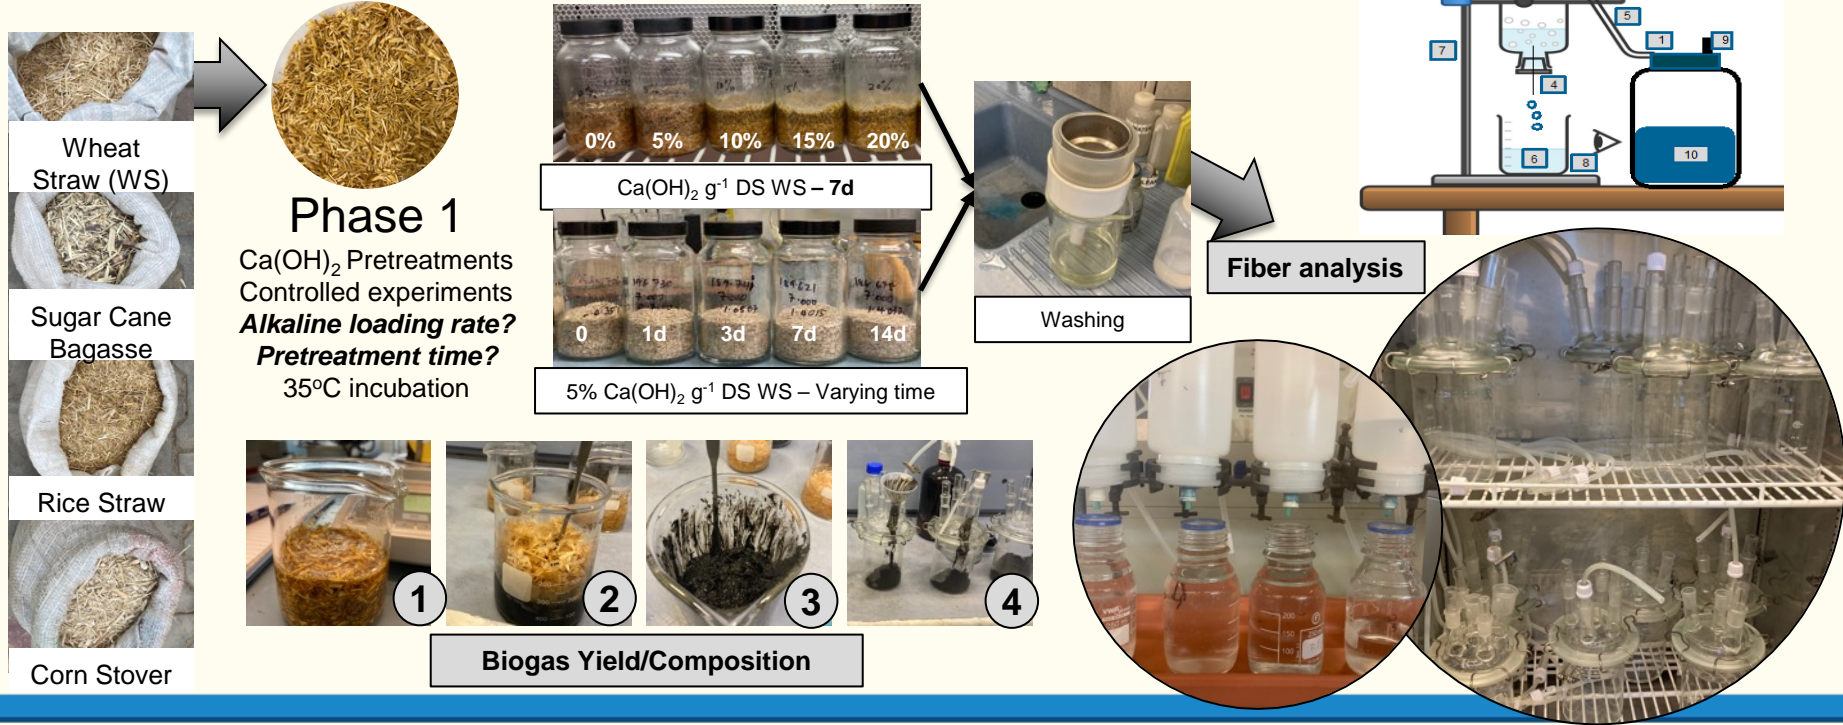 Wheat
Straw (WS)
Sugar Cane
Bagasse
Rice Straw
Corn Stover
Phase 1
Ca(OH)₂ Pretreatments
Controlled experiments
Alkaline loading rate?
Pretreatment time?
35ºC incubation
0% 5% 10% 15% 20%
Ca(OH)₂ g⁻¹ DS WS – 7d
0 1d 3d 7d 14d
5% Ca(OH)₂ g⁻¹ DS WS – Varying time
Washing
Fiber analysis
5
1
9
7
4
6
8
10
1
2
3
4
Biogas Yield/Composition